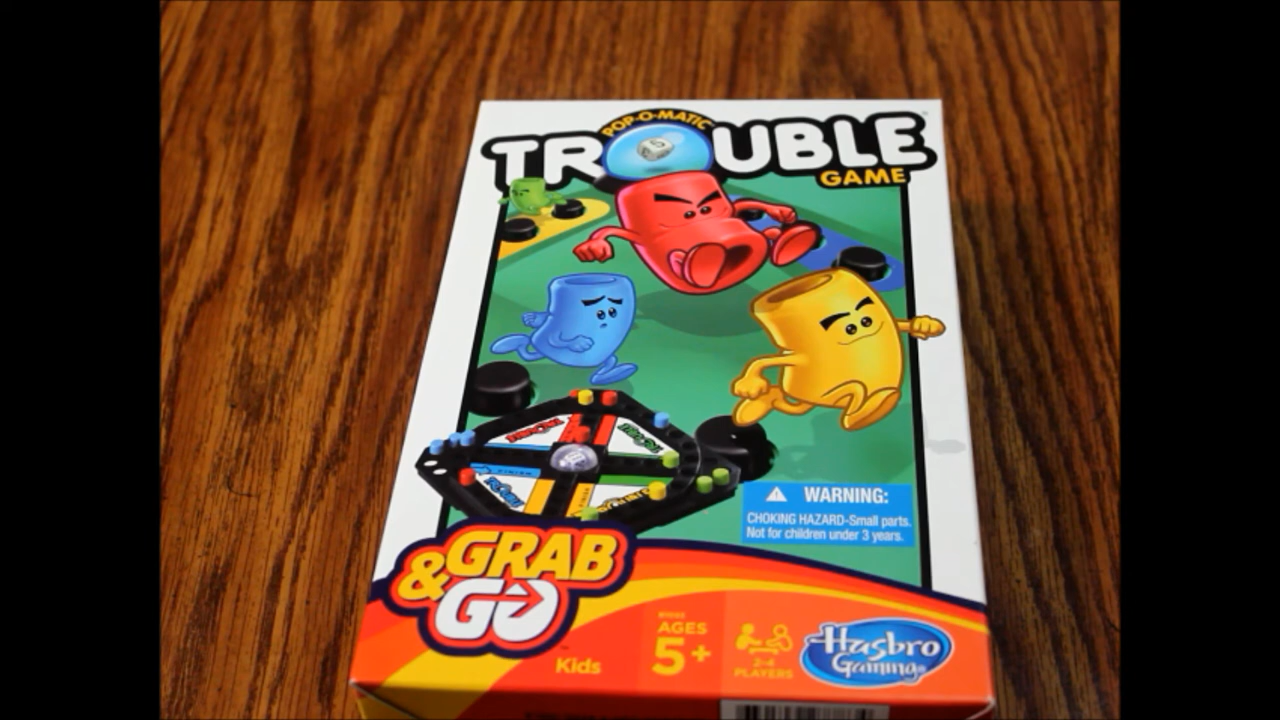 POP-O-MATIC
TROUBLE
GAME
WARNING:
CHOKING HAZARD-Small parts.
Not for children under 3 years.
GRAB
& GO
AGES
5+
Kids
2-4
PLAYERS
Hasbro
Gaming